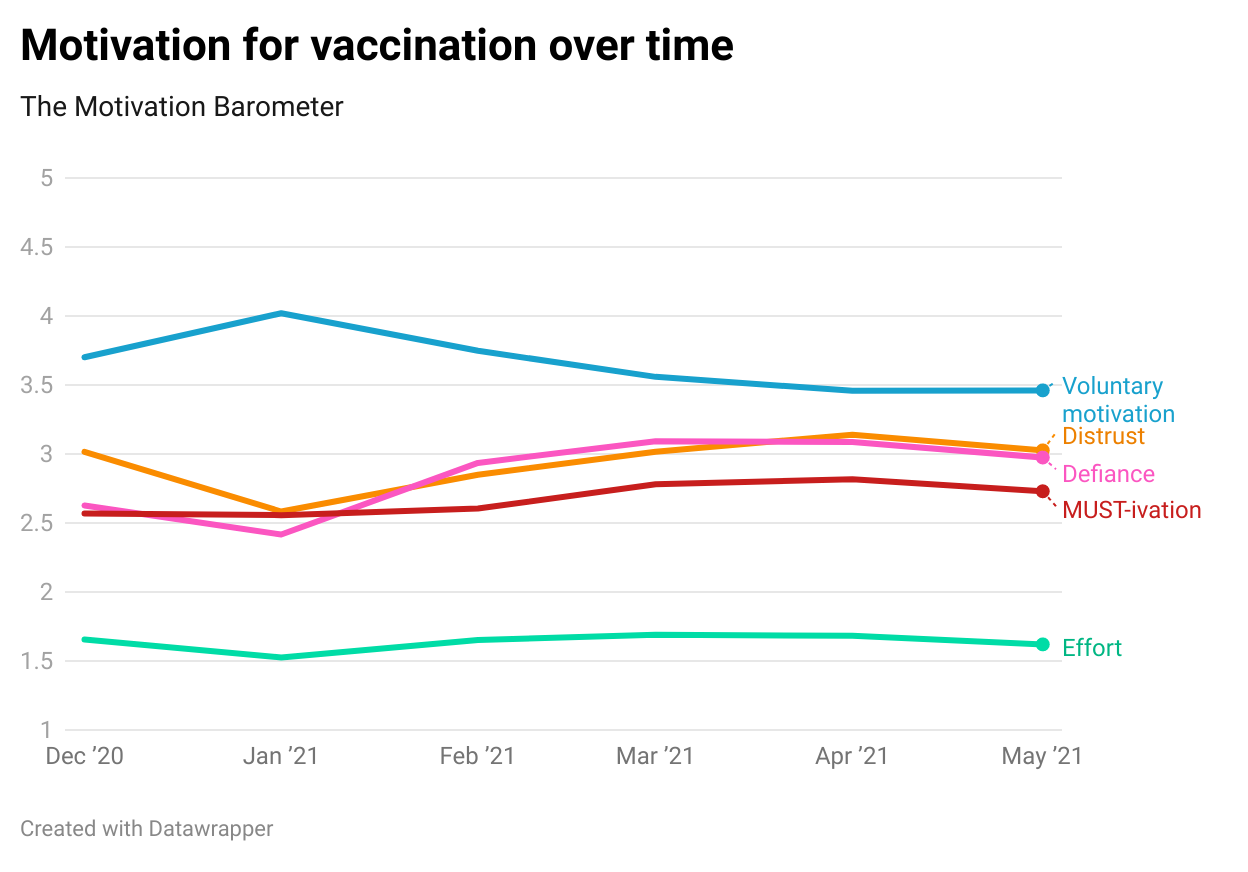 Motivation for vaccination over time
The Motivation Barometer
5
4.5
4
3.5
3
2.5
2
1.5
1
Voluntary
motivation
Distrust
Defiance
MUST-ivation
Effort
Dec ’20
Jan ’21
Feb ’21
Mar ’21
Apr ’21
May ’21
Created with Datawrapper